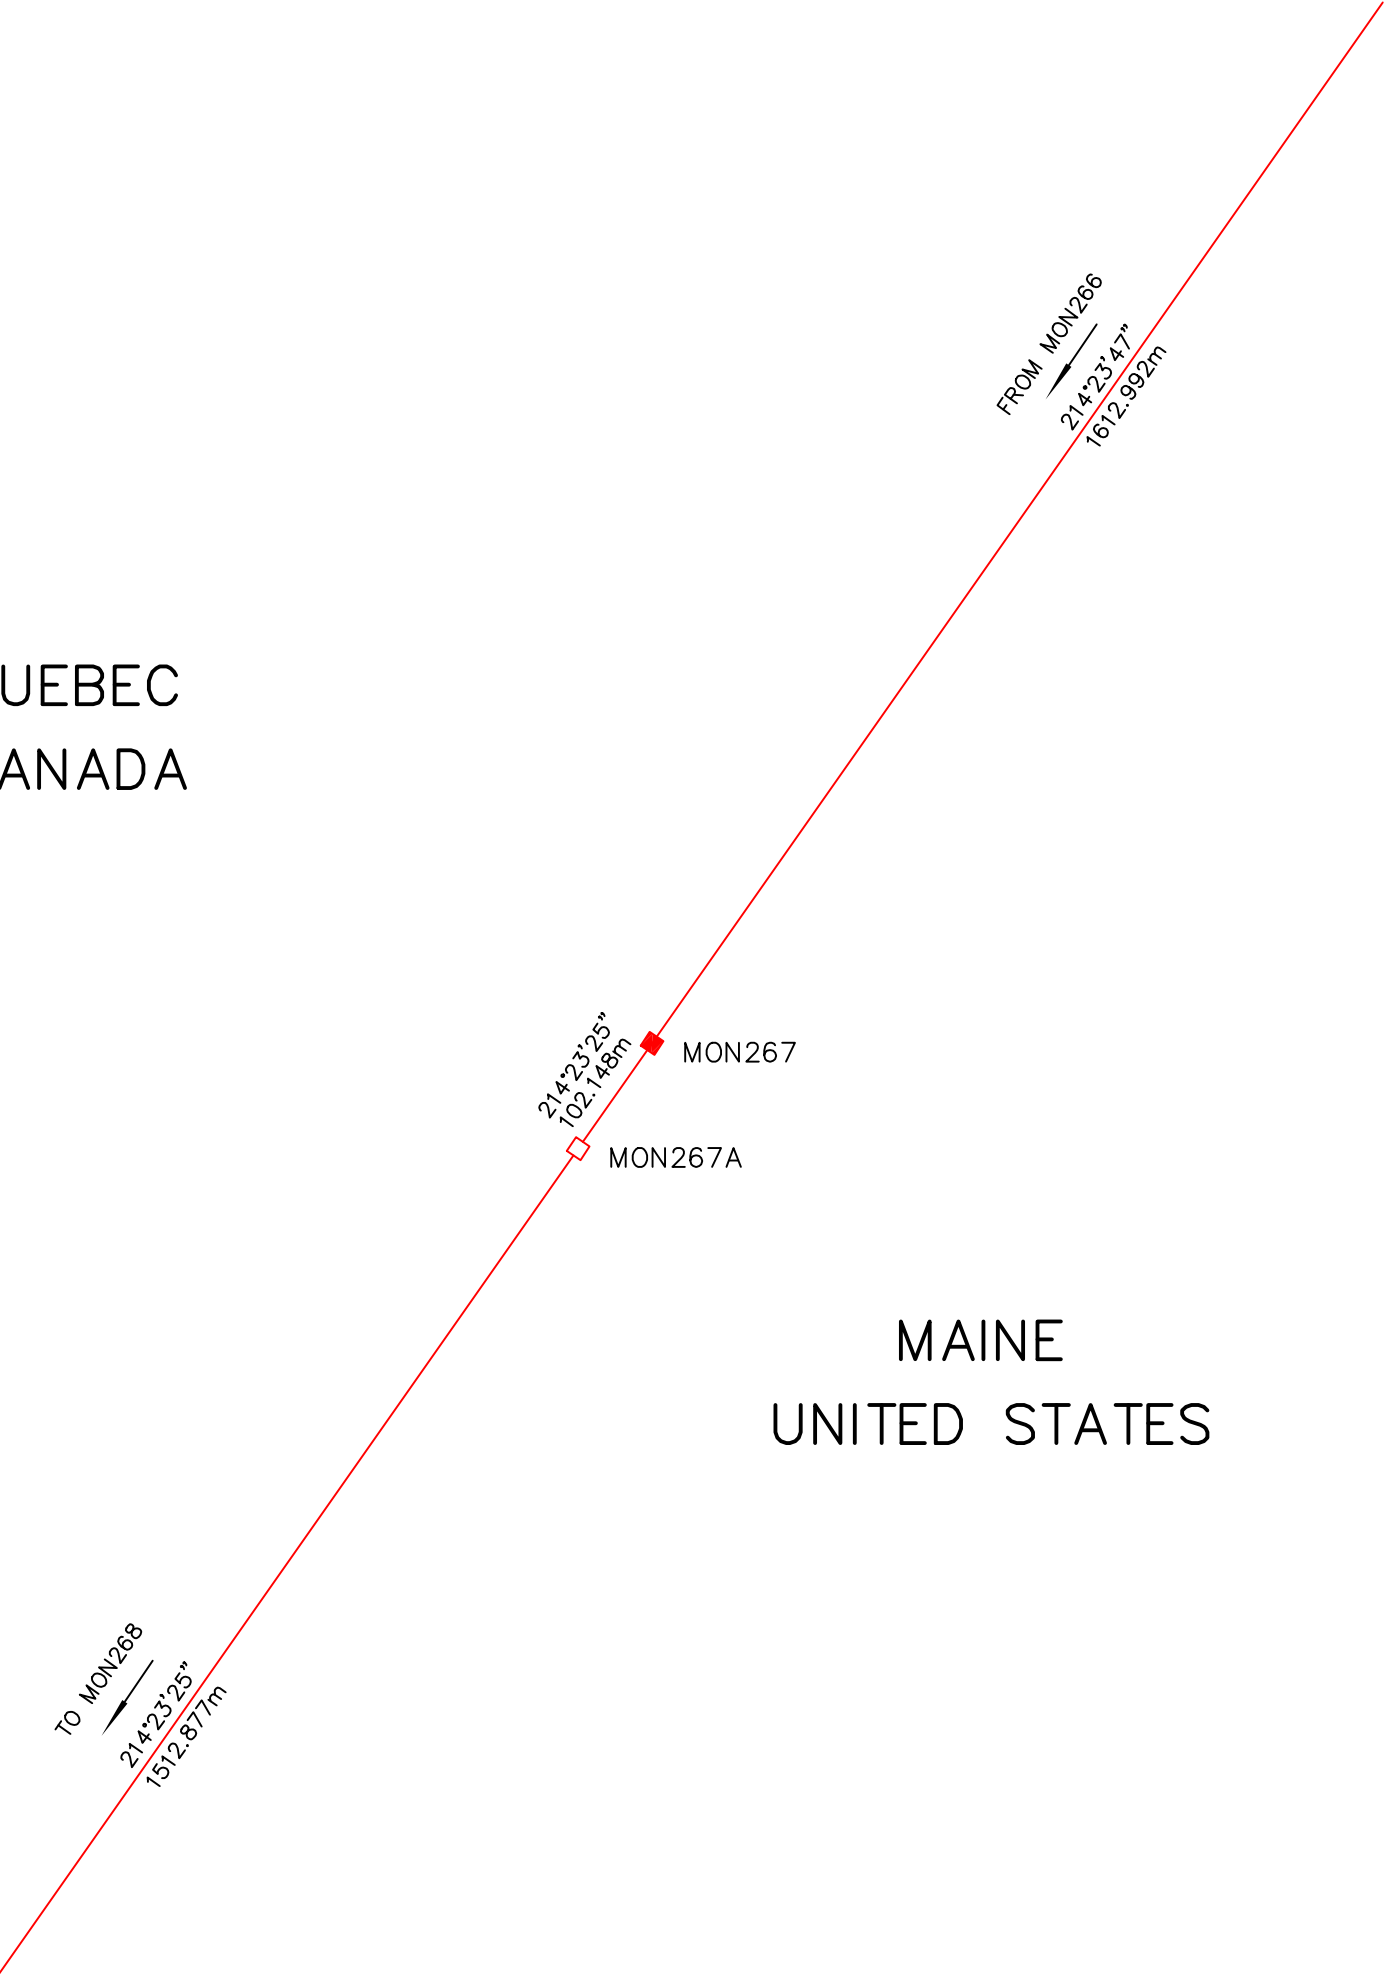 FROM MON266
214°23'47"
1612.992m
UEBEC
ANADA
214°23'25"
102.148m
MON267
MON267A
MAINE
UNITED STATES
TO MON268
214°23'25"
1512.877m